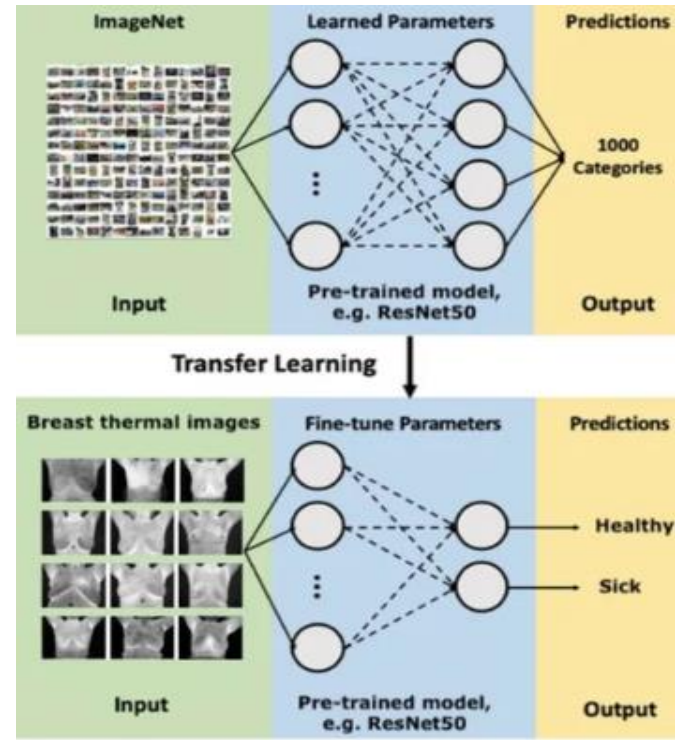 ImageNet
Learned Parameters
Predictions
1000
Categories
Input
Pre-trained model,
e.g. ResNet50
Output
Transfer Learning
Breast thermal images
Fine-tune Parameters
Predictions
Healthy
Sick
Input
Pre-trained model,
e.g. ResNet50
Output